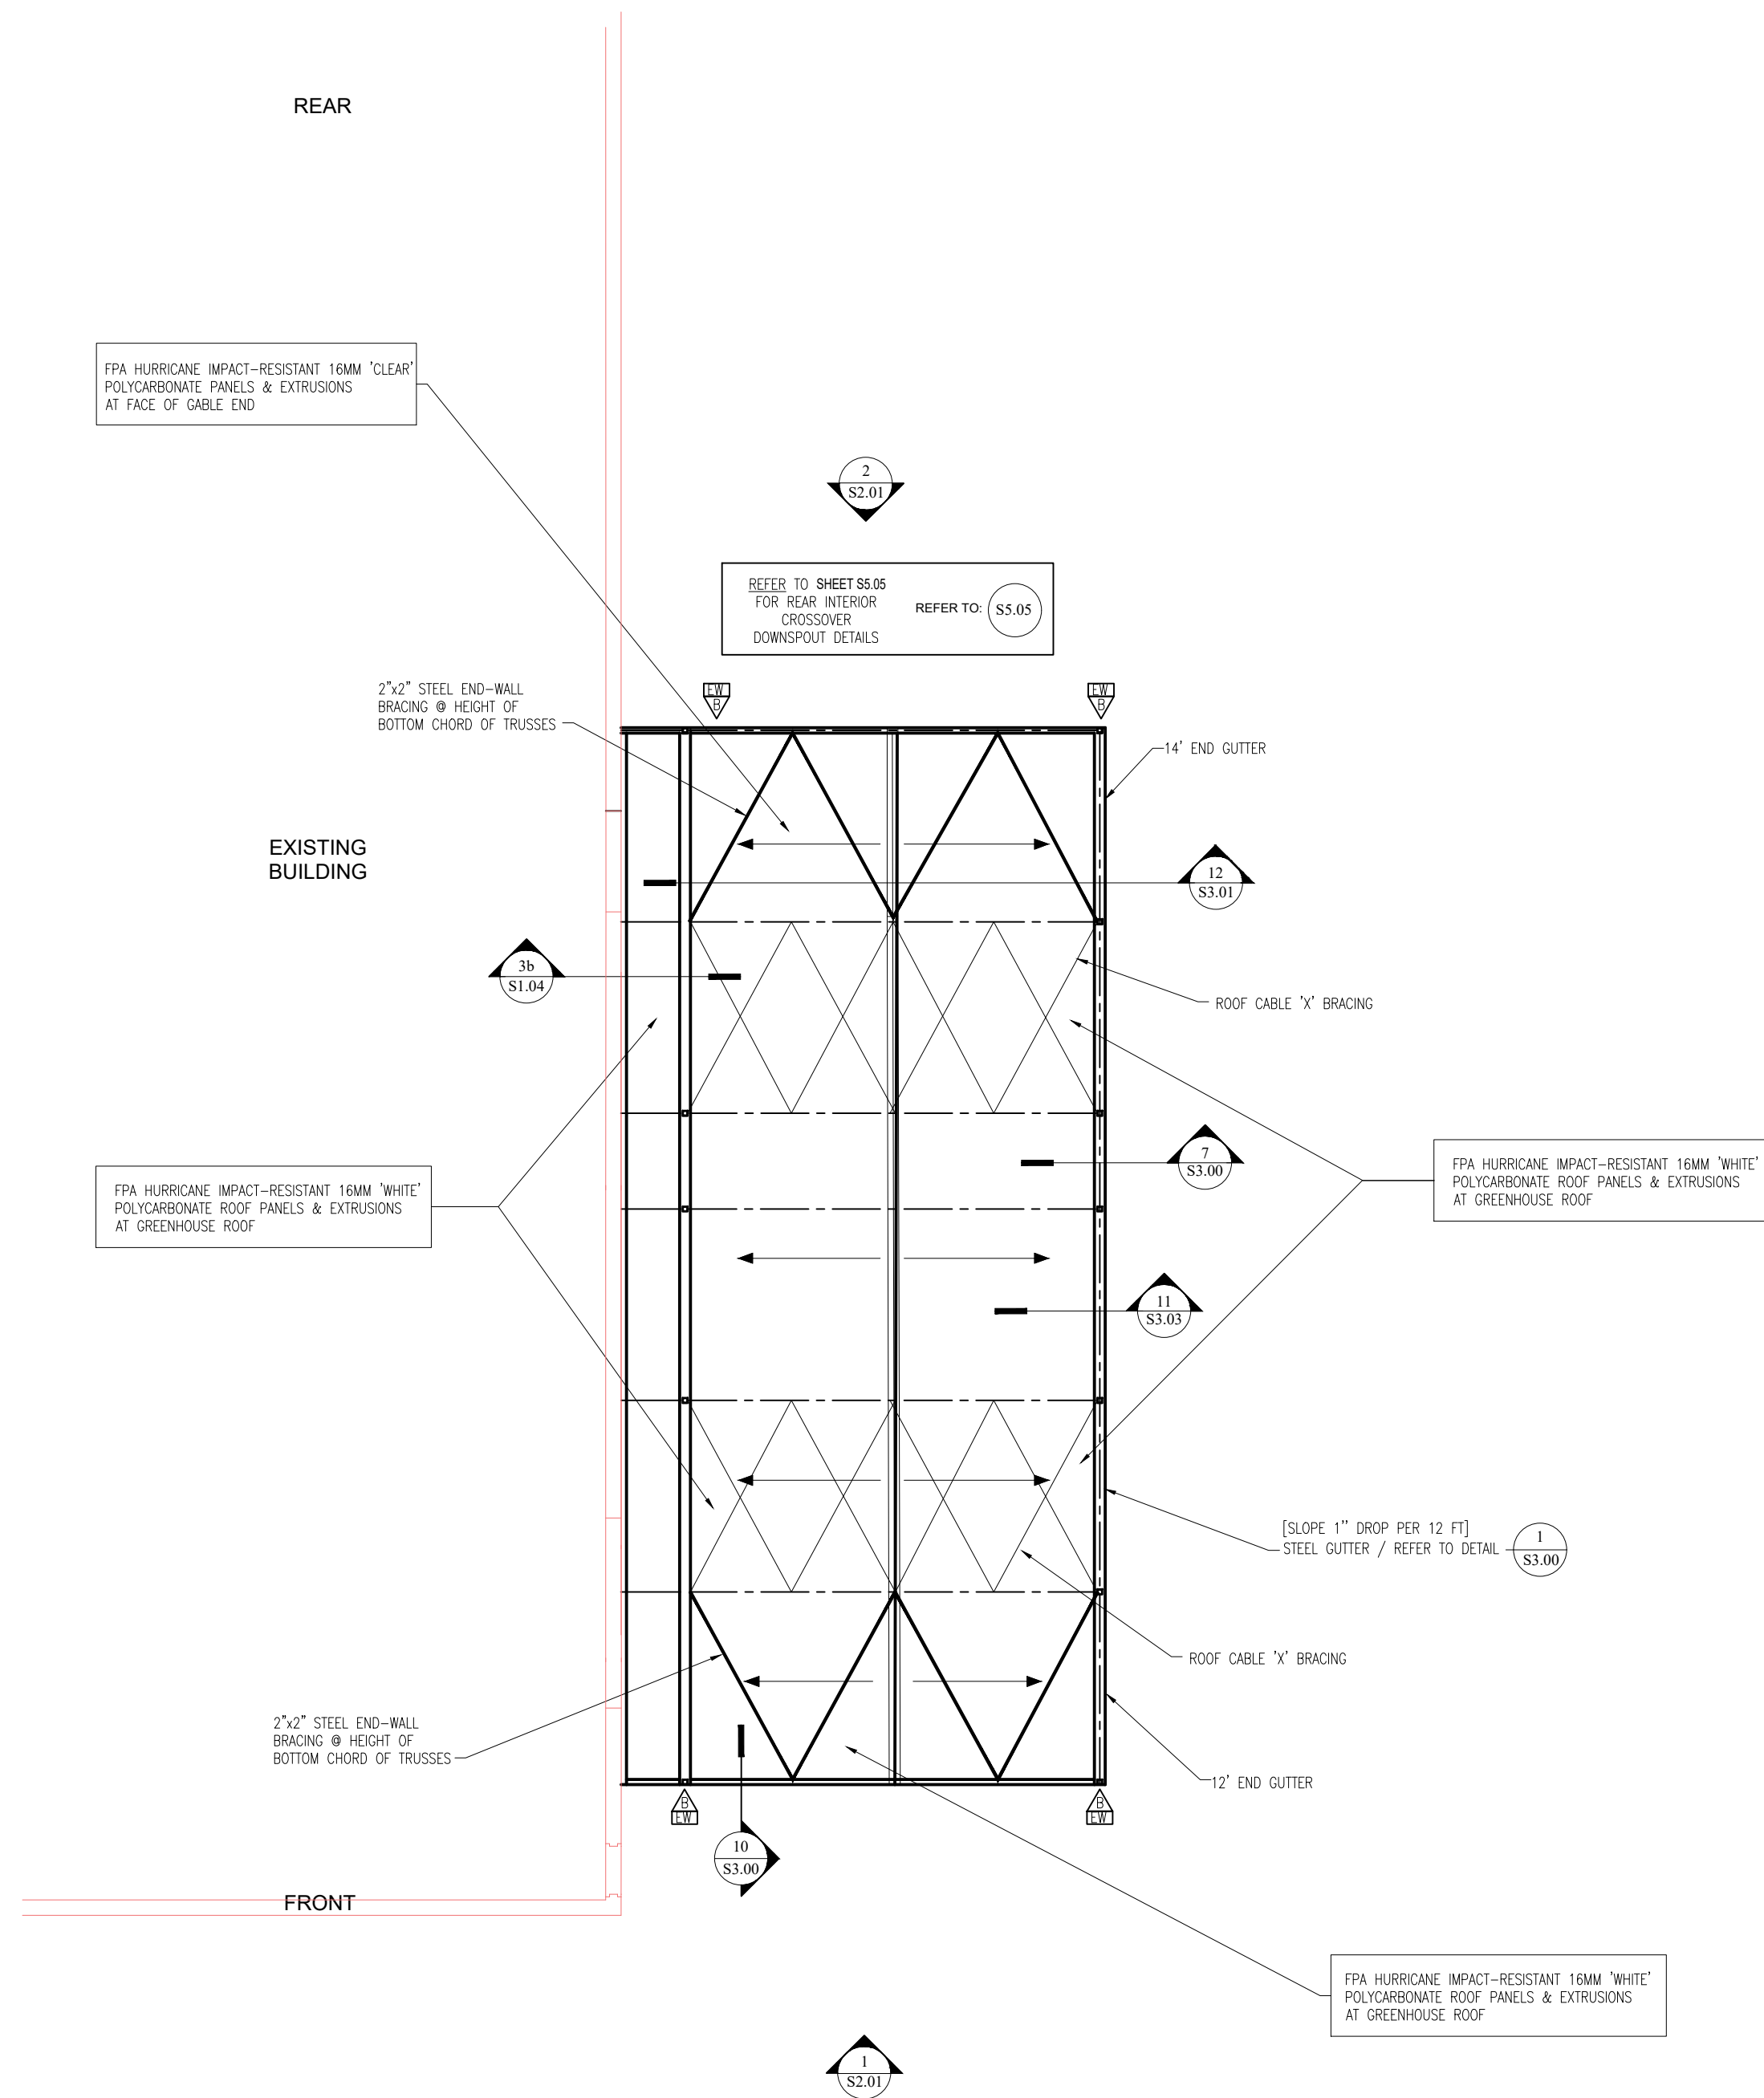 REAR
FPA HURRICANE IMPACT-RESISTANT 16MM 'CLEAR'
POLYCARBONATE PANELS & EXTRUSIONS
AT FACE OF GABLE END
2
S2.01
REFER TO SHEET S5.05
FOR REAR INTERIOR
CROSSOVER
DOWNSPOUT DETAILS
REFER TO:
S5.05
2"x2" STEEL END-WALL
BRACING @ HEIGHT OF
BOTTOM CHORD OF TRUSSES
EW
B
EW
B
14' END GUTTER
EXISTING
BUILDING
12
S3.01
3b
S1.04
ROOF CABLE 'X' BRACING
7
S3.00
FPA HURRICANE IMPACT-RESISTANT 16MM 'WHITE'
POLYCARBONATE ROOF PANELS & EXTRUSIONS
AT GREENHOUSE ROOF
FPA HURRICANE IMPACT-RESISTANT 16MM 'WHITE'
POLYCARBONATE ROOF PANELS & EXTRUSIONS
AT GREENHOUSE ROOF
11
S3.03
[SLOPE 1'' DROP PER 12 FT]
STEEL GUTTER / REFER TO DETAIL
1
S3.00
ROOF CABLE 'X' BRACING
2"x2" STEEL END-WALL
BRACING @ HEIGHT OF
BOTTOM CHORD OF TRUSSES
12' END GUTTER
B
EW
B
EW
10
S3.00
FRONT
FPA HURRICANE IMPACT-RESISTANT 16MM 'WHITE'
POLYCARBONATE ROOF PANELS & EXTRUSIONS
AT GREENHOUSE ROOF
1
S2.01